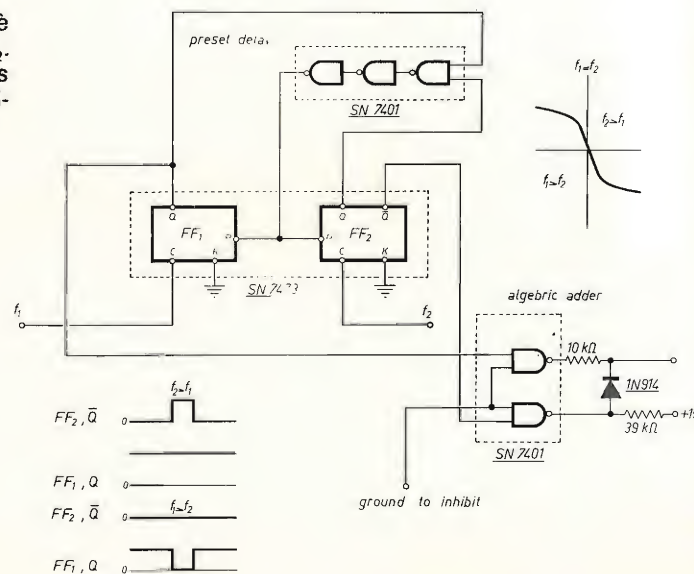 è
2-
s
i-
preset delay
SN 7401
f₁=f₂
f₂>f₁
f₁>f₂
Q
Q
Q̄
FF₁
FF₂
C
K
C
K
SN 7473
f₁
f₂
algebric adder
10 kΩ
1N914
39 kΩ
SN 7401
ground to inhibit
f₂>f₁
FF₂, Q̄ 0
FF₁, Q 0
f₁>f₂
FF₂, Q̄ 0
FF₁, Q 0